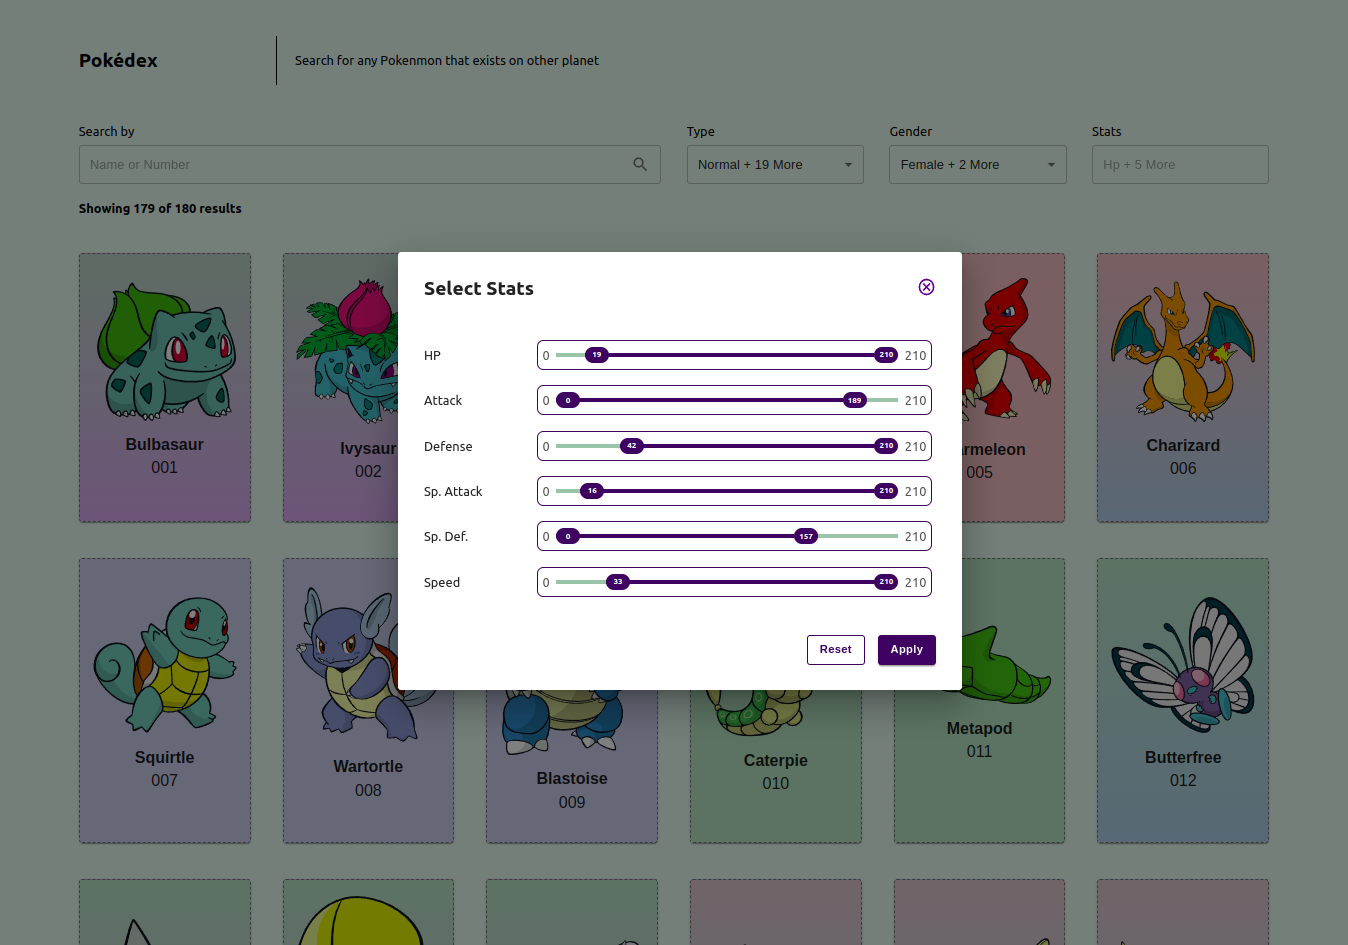 Pokédex
Search for any Pokenmon that exists on other planet
Search by
Type
Gender
Stats
Name or Number
Normal + 19 More
Female + 2 More
Hp + 5 More
Showing 179 of 180 results
Select Stats
HP 0 19 210 210
Attack 0 0 189 210
Defense 0 42 210 210
Sp. Attack 0 16 210 210
Sp. Def. 0 0 157 210
Speed 0 33 210 210
Reset
Apply
Bulbasaur
001
Ivysaur
002
rmeleon
005
Charizard
006
Squirtle
007
Wartortle
008
Blastoise
009
Caterpie
010
Metapod
011
Butterfree
012